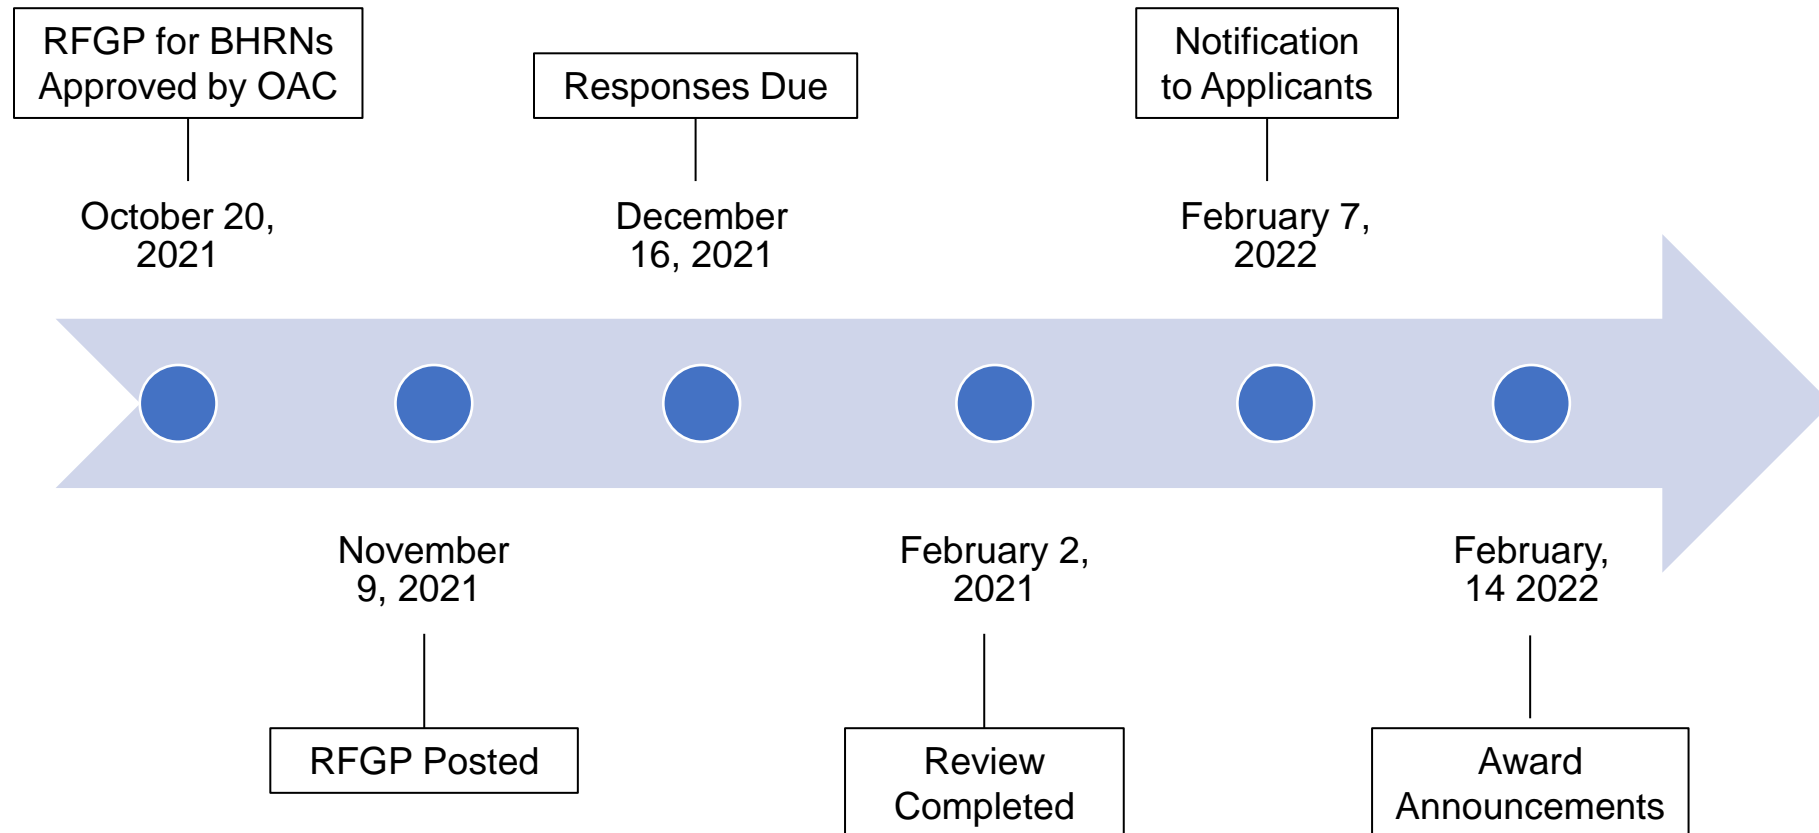 RFGP for BHRNs
Approved by OAC
October 20,
2021
Responses Due
December
16, 2021
Notification
to Applicants
February 7,
2022
November
9, 2021
RFGP Posted
February 2,
2021
Review
Completed
February,
14 2022
Award
Announcements